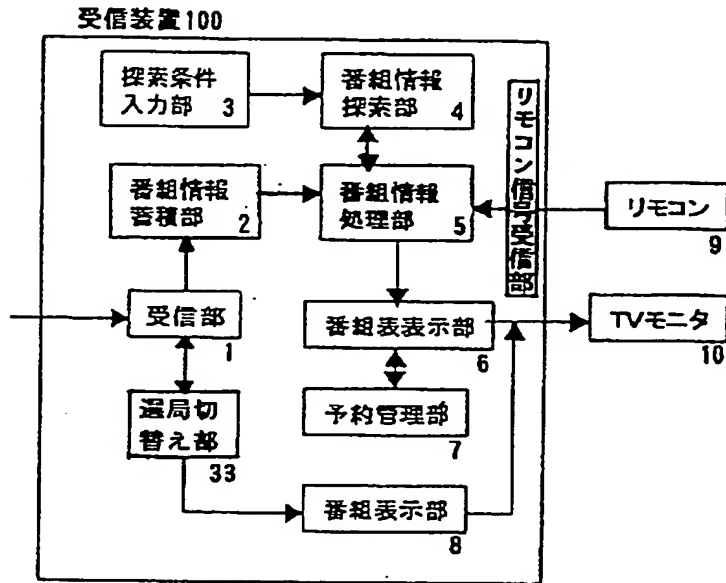 受信装置100
探索条件
入力部 3
番組情報
探索部 4
リモコン信号受信部
番組情報
蓄積部 2
番組情報
処理部 5
リモコン
9
受信部
1
番組表表示部
6
TVモニタ
10
選局切
替え部
33
予約管理部
7
番組表示部
8